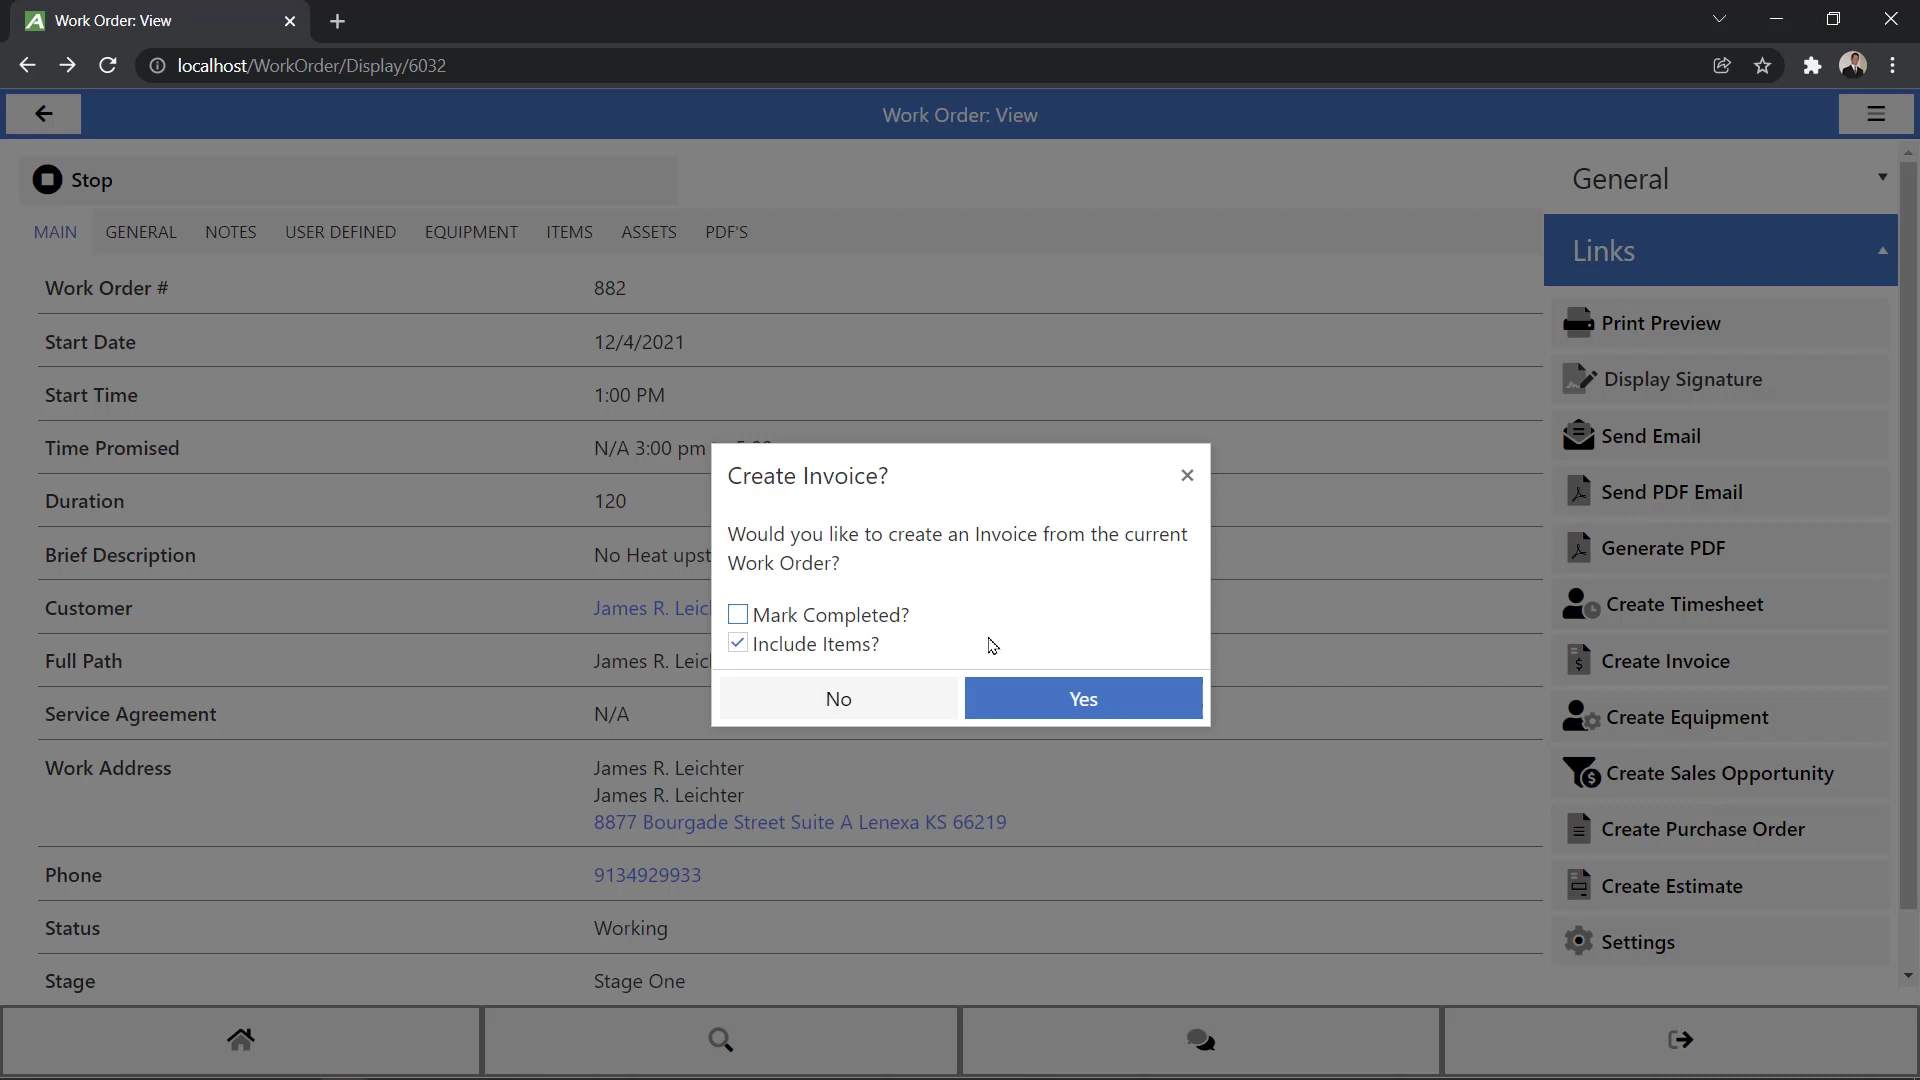 Work Order: View
localhost/WorkOrder/Display/6032
Work Order: View
Stop
MAIN GENERAL NOTES USER DEFINED EQUIPMENT ITEMS ASSETS PDF'S
Work Order # 882
Start Date 12/4/2021
Start Time 1:00 PM
Time Promised N/A 3:00 pm
Duration 120
Brief Description No Heat upst
Customer James R. Leic
Full Path James R. Leic
Service Agreement N/A
Work Address James R. Leichter
James R. Leichter
8877 Bourgade Street Suite A Lenexa KS 66219
Phone 9134929933
Status Working
Stage Stage One
Create Invoice?
Would you like to create an Invoice from the current
Work Order?
Mark Completed?
Include Items?
No Yes
General
Links
Print Preview
Display Signature
Send Email
Send PDF Email
Generate PDF
Create Timesheet
Create Invoice
Create Equipment
Create Sales Opportunity
Create Purchase Order
Create Estimate
Settings